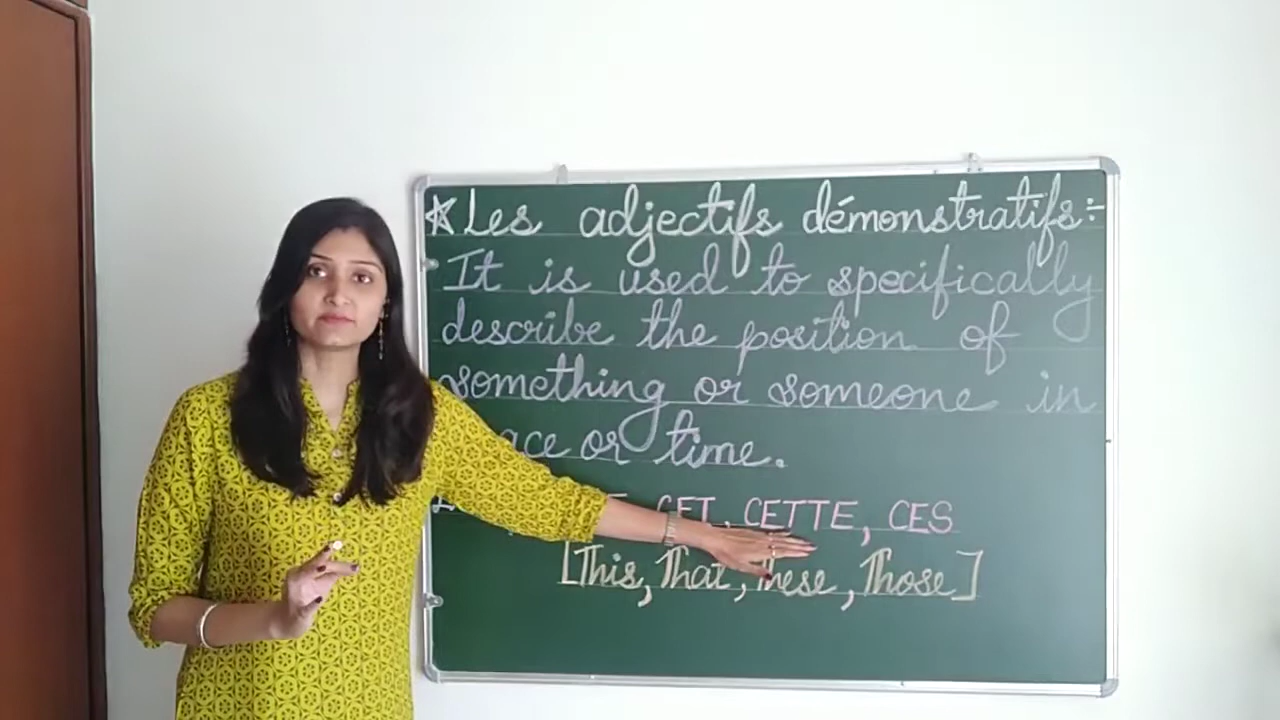 ☆ Les adjectifs démonstratifs:-
It is used to specifically
describe the position of
something or someone in
or time.
CET, CETTE, CES
[This, That, These, Those]